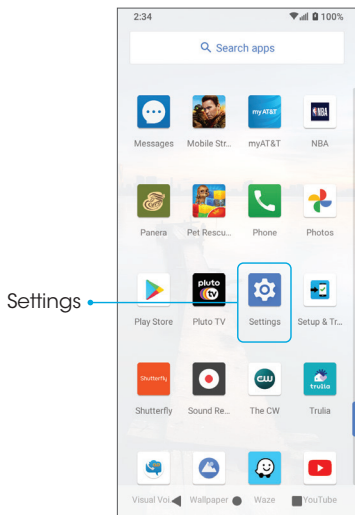 2:34 100%
Search apps
my AT&T
NBA
Messages Mobile Str... myAT&T NBA
Panera Pet Rescu... Phone Photos
pluto
tv
Settings
Play Store Pluto TV Settings Setup & Tr...
Shutterfly
CW
trulia
Shutterfly Sound Re... The CW Trulia
Visual Voi Wallpaper Waze YouTube